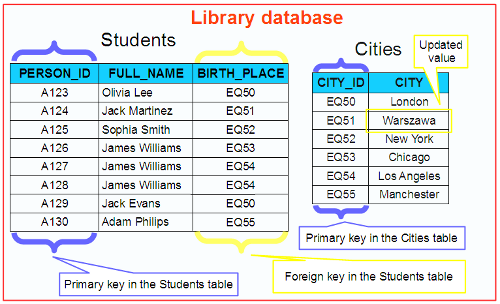 Library database
Students
Cities
Updated
value
PERSON_ID FULL_NAME BIRTH_PLACE
A123 Olivia Lee EQ50
A124 Jack Martinez EQ51
A125 Sophia Smith EQ52
A126 James Williams EQ53
A127 James Williams EQ54
A128 James Williams EQ54
A129 Jack Evans EQ50
A130 Adam Philips EQ55
CITY_ID CITY
EQ50 London
EQ51 Warszawa
EQ52 New York
EQ53 Chicago
EQ54 Los Angeles
EQ55 Manchester
Primary key in the Cities table
Primary key in the Students table
Foreign key in the Students table